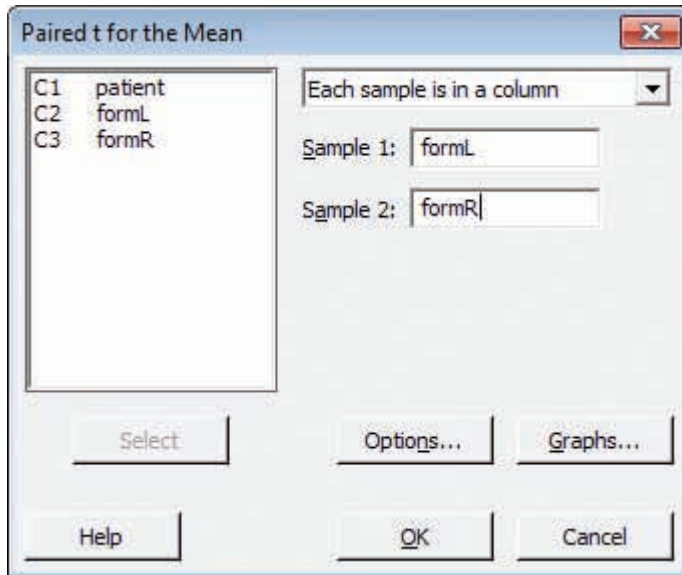 Paired t for the Mean
C1 patient
C2 formL
C3 formR
Each sample is in a column
Sample 1: formL
Sample 2: formR
Select
Options...
Graphs...
Help
OK
Cancel